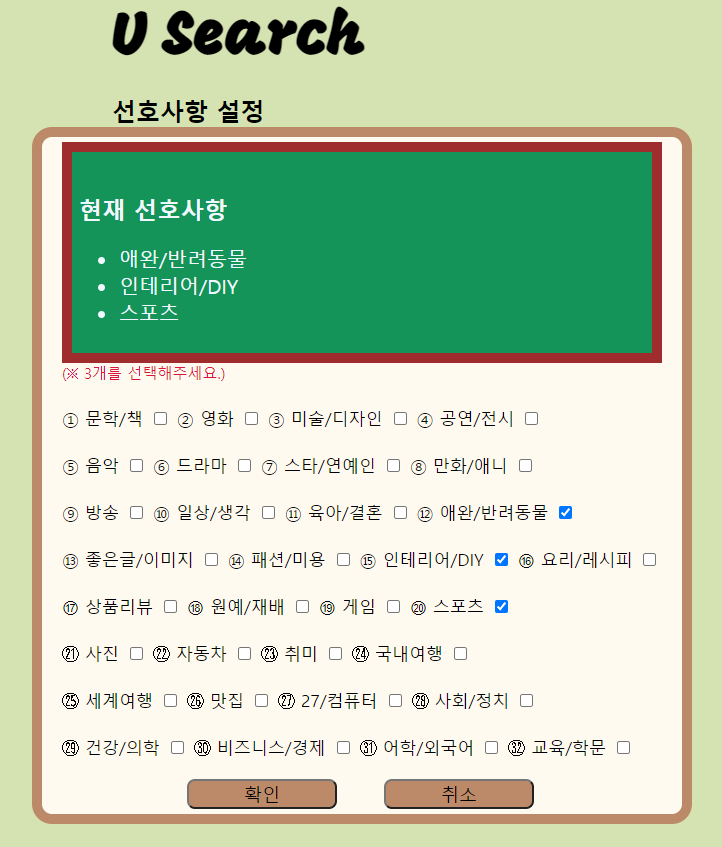 U Search
선호사항 설정
현재 선호사항
• 애완/반려동물
• 인테리어/DIY
• 스포츠
(※ 3개를 선택해주세요.)
① 문학/책 ② 영화 ③ 미술/디자인 ④ 공연/전시
⑤ 음악 ⑥ 드라마 ⑦ 스타/연예인 ⑧ 만화/애니
⑨ 방송 ⑩ 일상/생각 ⑪ 육아/결혼 ⑫ 애완/반려동물
⑬ 좋은글/이미지 ⑭ 패션/미용 ⑮ 인테리어/DIY ⑯ 요리/레시피
⑰ 상품리뷰 ⑱ 원예/재배 ⑲ 게임 ⑳ 스포츠
㉑ 사진 ㉒ 자동차 ㉓ 취미 ㉔ 국내여행
㉕ 세계여행 ㉖ 맛집 ㉗ 27/컴퓨터 ㉘ 사회/정치
㉙ 건강/의학 ㉚ 비즈니스/경제 ㉛ 어학/외국어 ㉜ 교육/학문
확인 취소